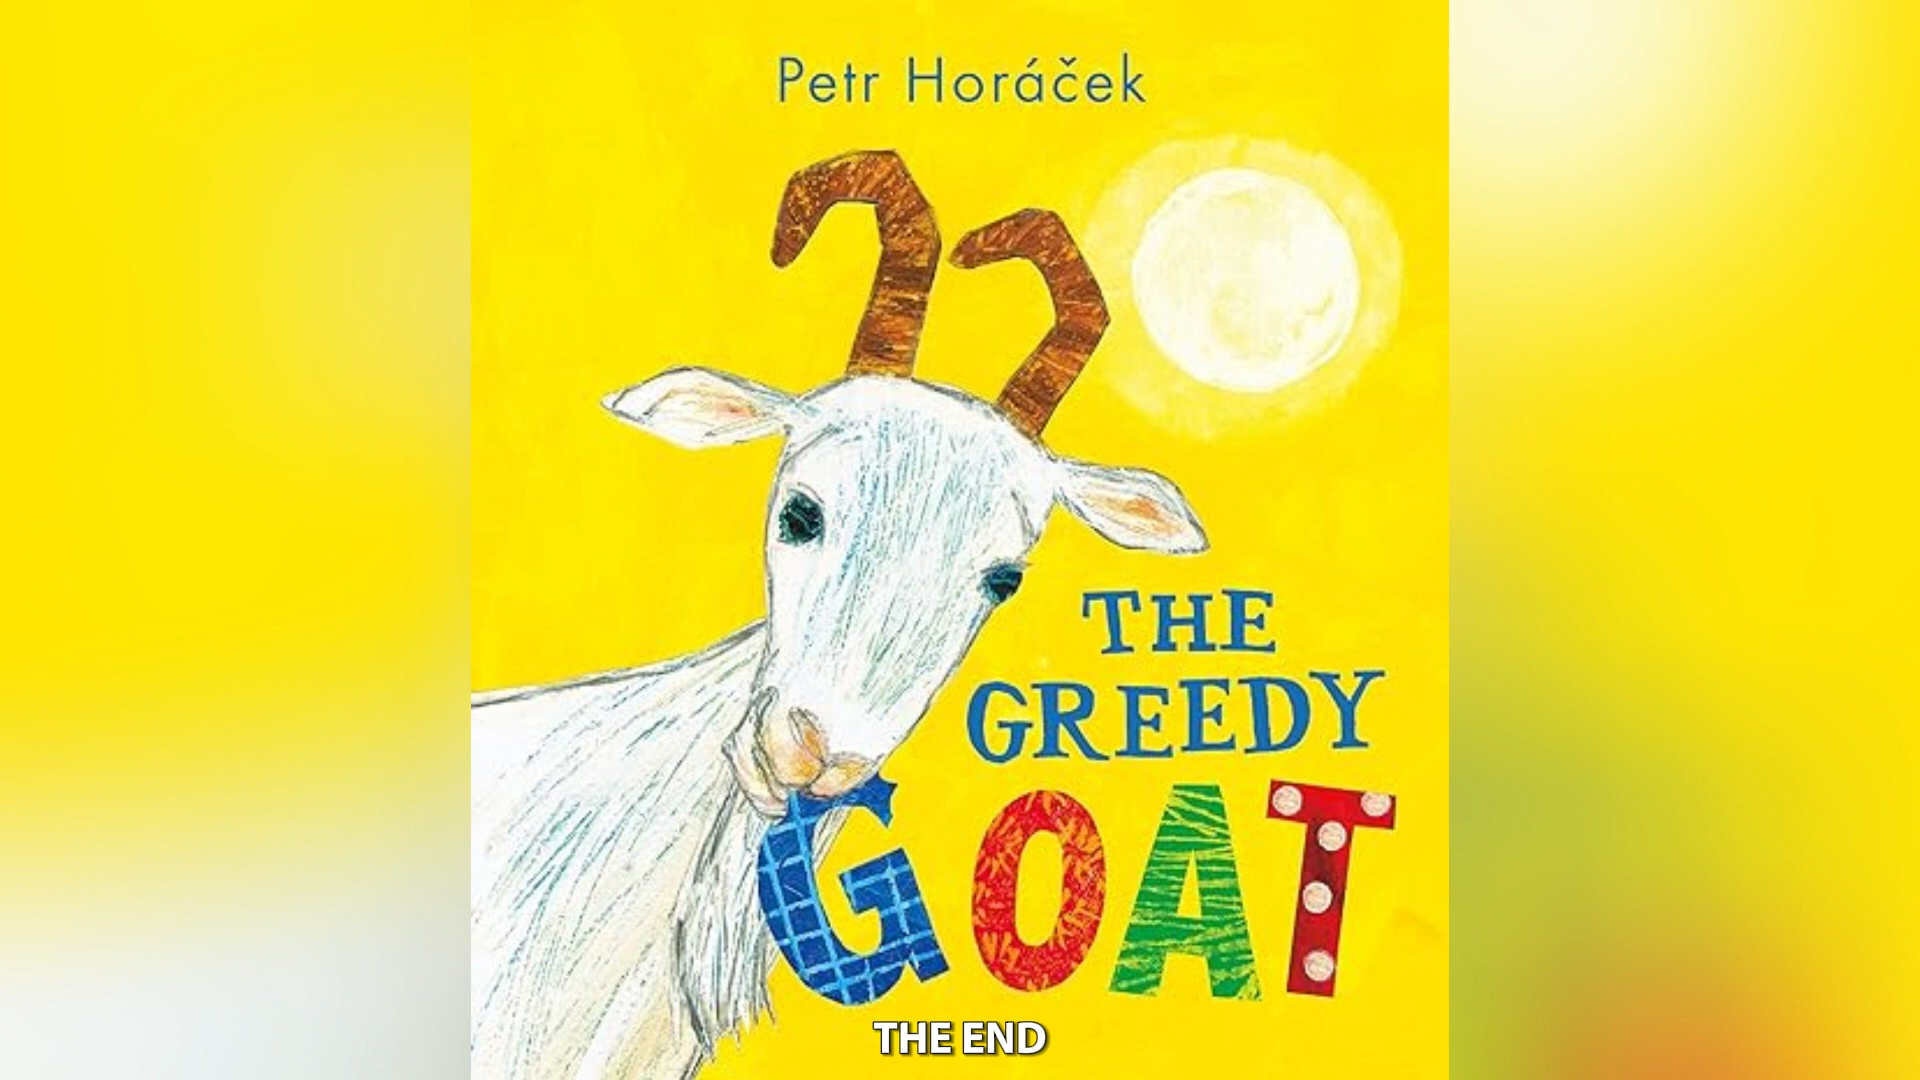 Petr Horáček
THE
GREEDY
GOAT
THE END